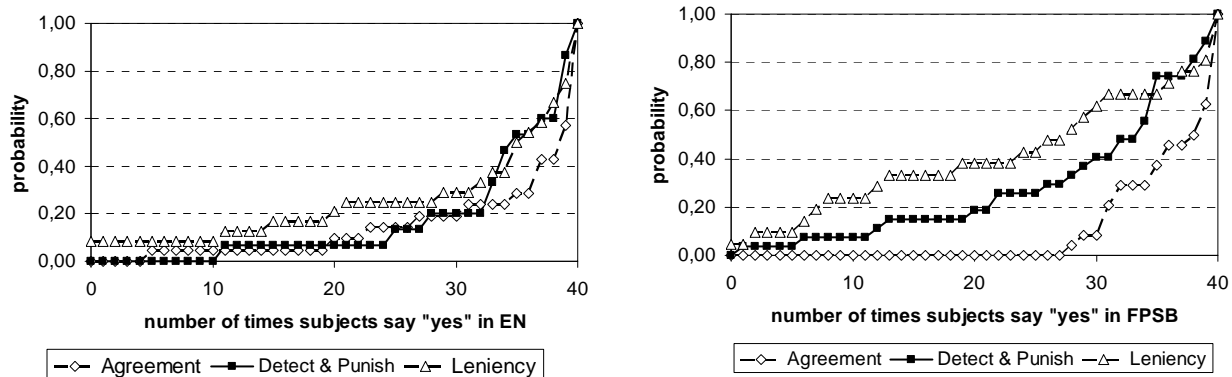 1,00
0,80
0,60
0,40
0,20
0,00
probability
0 10 20 30 40
number of times subjects say "yes" in EN
Agreement Detect & Punish Leniency
1,00
0,80
0,60
0,40
0,20
0,00
probability
0 10 20 30 40
number of times subjects say "yes" in FPSB
Agreement Detect & Punish Leniency